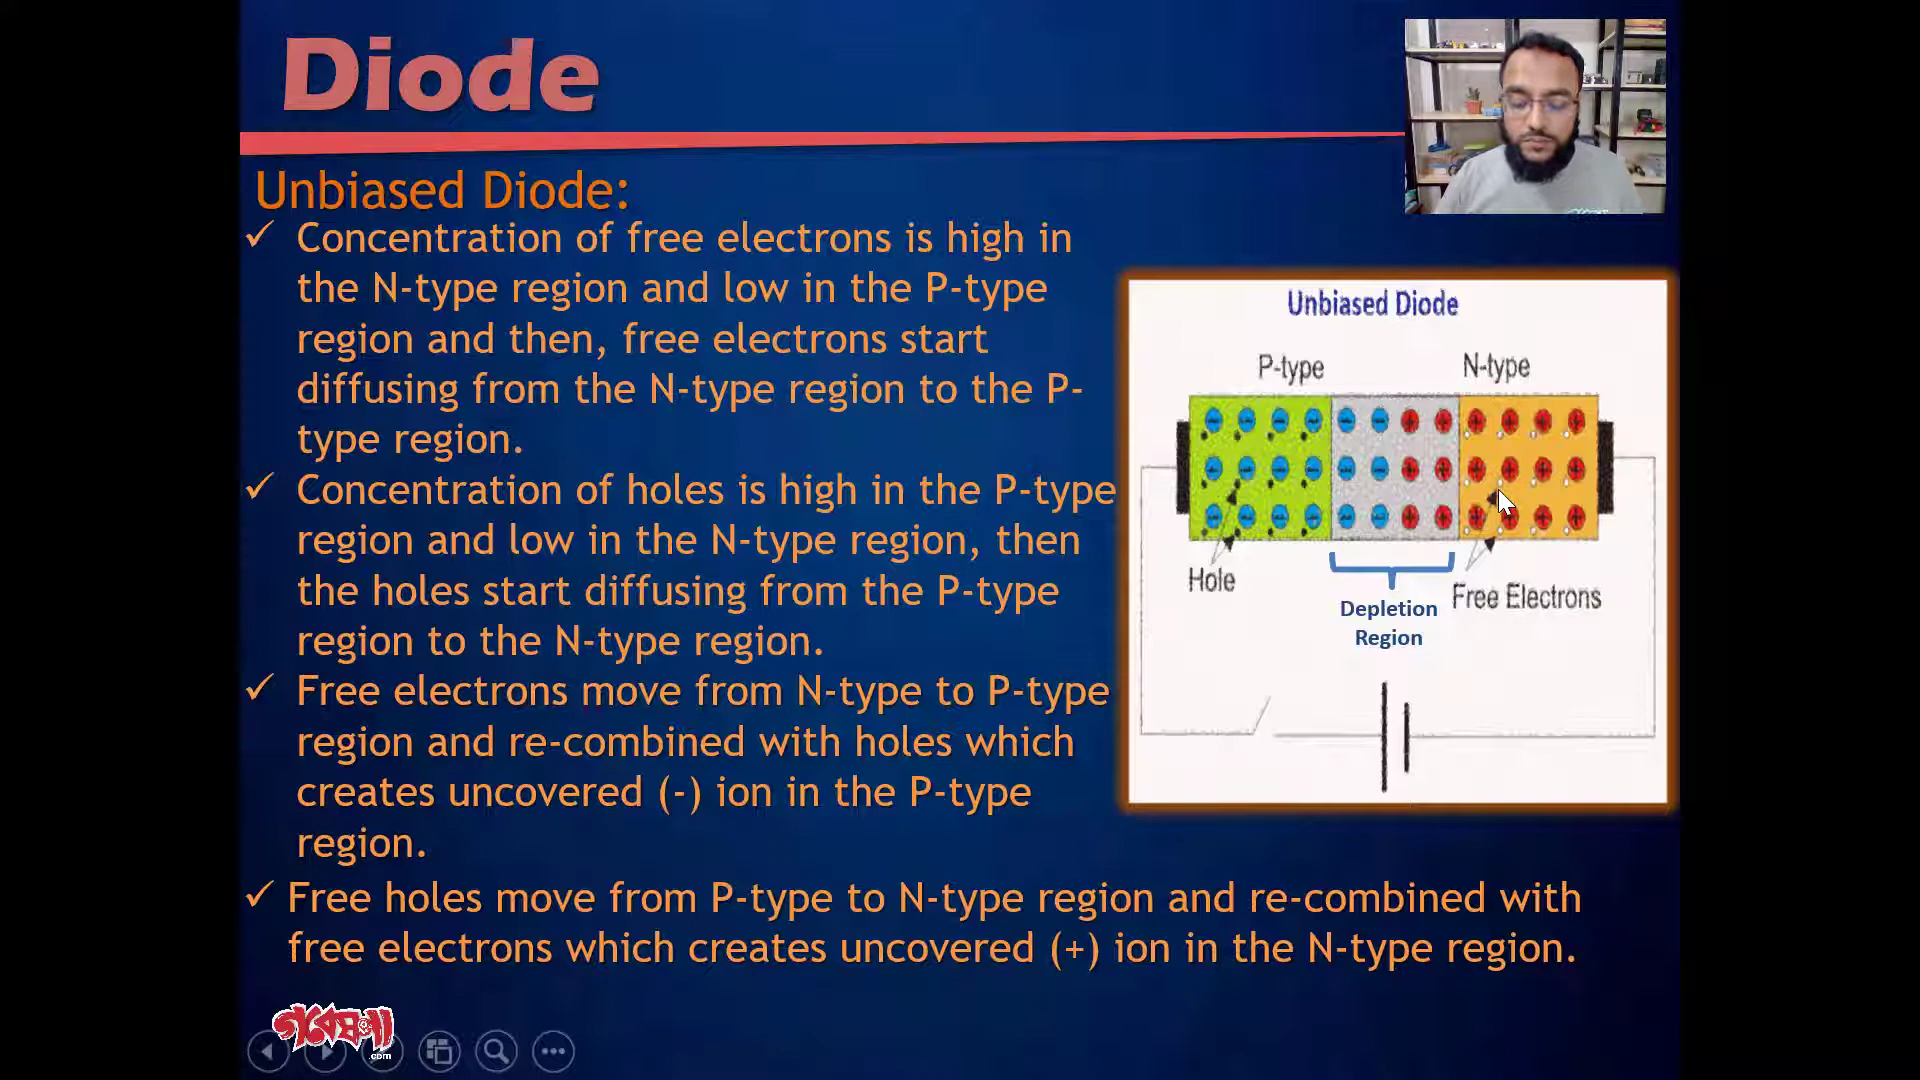 Diode
Unbiased Diode:
✓ Concentration of free electrons is high in
the N-type region and low in the P-type
region and then, free electrons start
diffusing from the N-type region to the P-
type region.
✓ Concentration of holes is high in the P-type
region and low in the N-type region, then
the holes start diffusing from the P-type
region to the N-type region.
✓ Free electrons move from N-type to P-type
region and re-combined with holes which
creates uncovered (-) ion in the P-type
region.
✓ Free holes move from P-type to N-type region and re-combined with
free electrons which creates uncovered (+) ion in the N-type region.
Unbiased Diode
P-type
N-type
Hole
Depletion
Region
Free Electrons
গবেষণা
.com